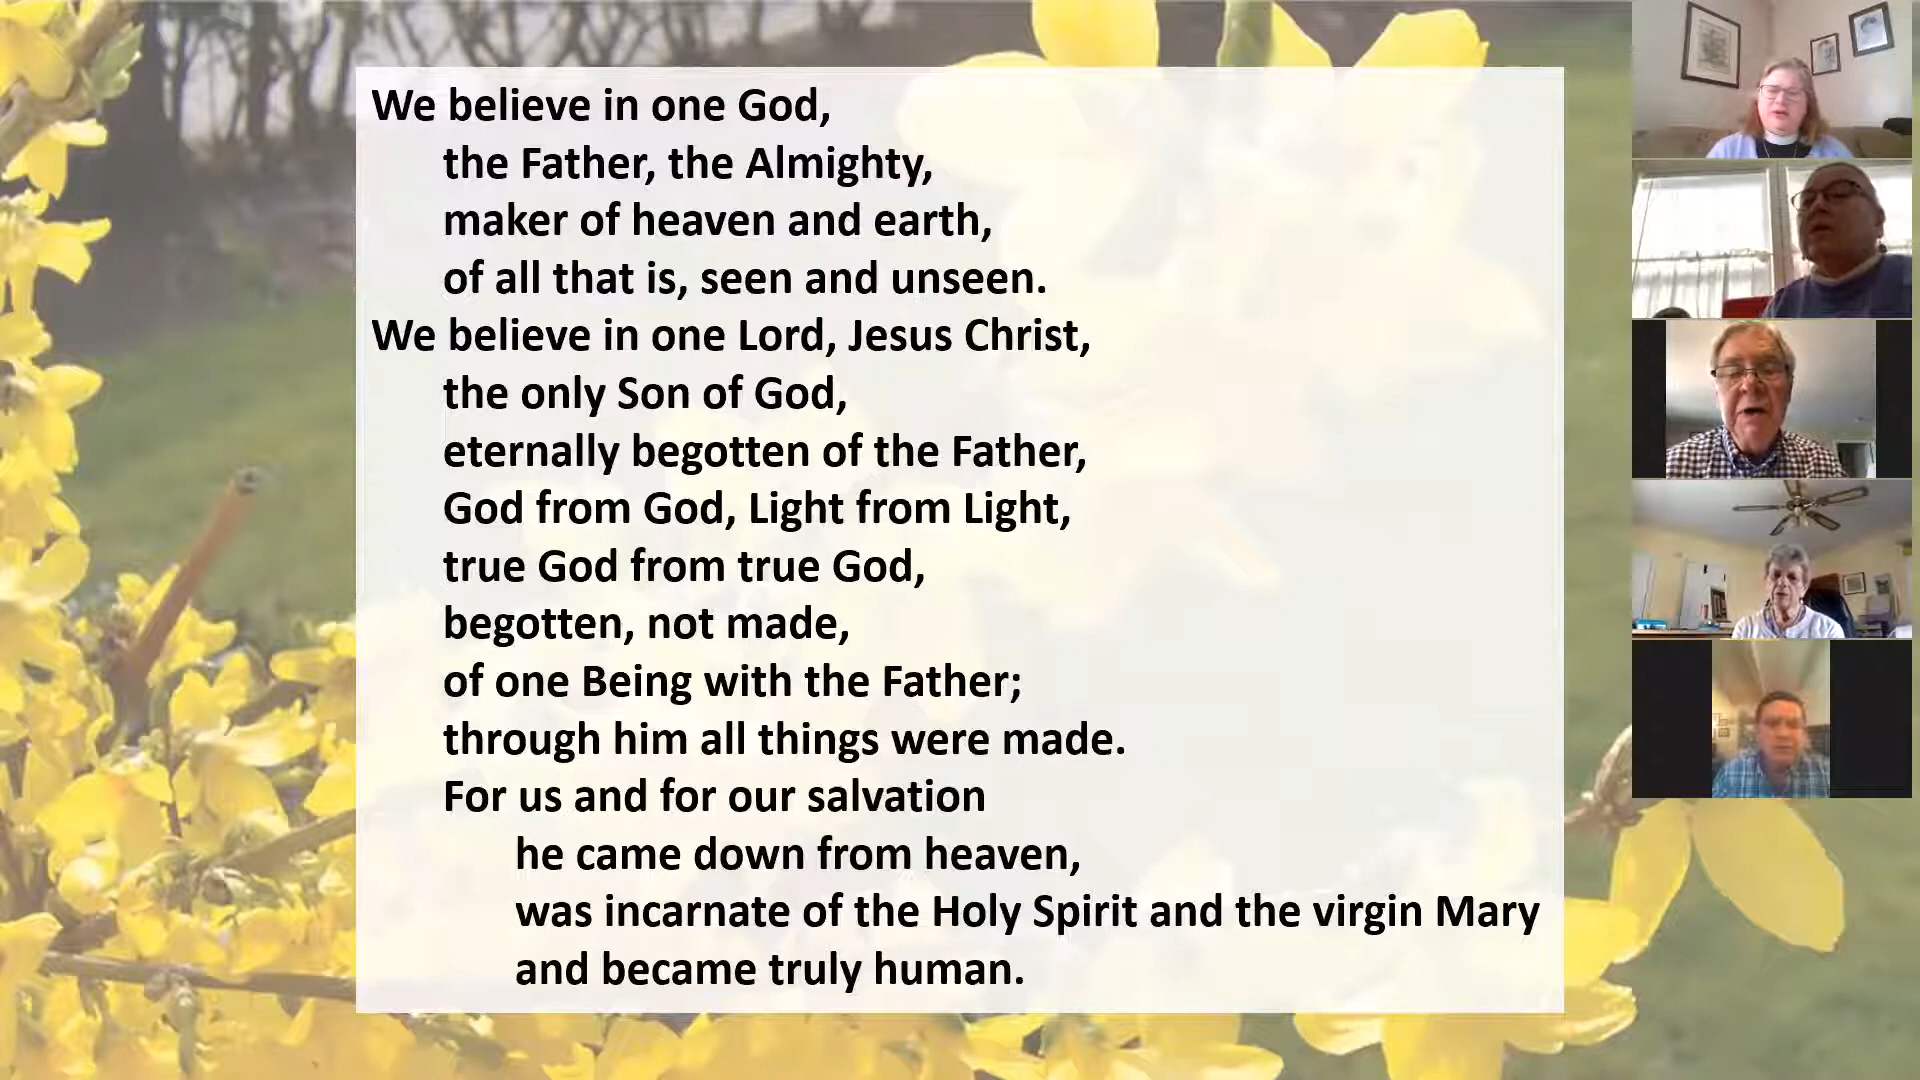 We believe in one God,
the Father, the Almighty,
maker of heaven and earth,
of all that is, seen and unseen.
We believe in one Lord, Jesus Christ,
the only Son of God,
eternally begotten of the Father,
God from God, Light from Light,
true God from true God,
begotten, not made,
of one Being with the Father;
through him all things were made.
For us and for our salvation
he came down from heaven,
was incarnate of the Holy Spirit and the virgin Mary
and became truly human.